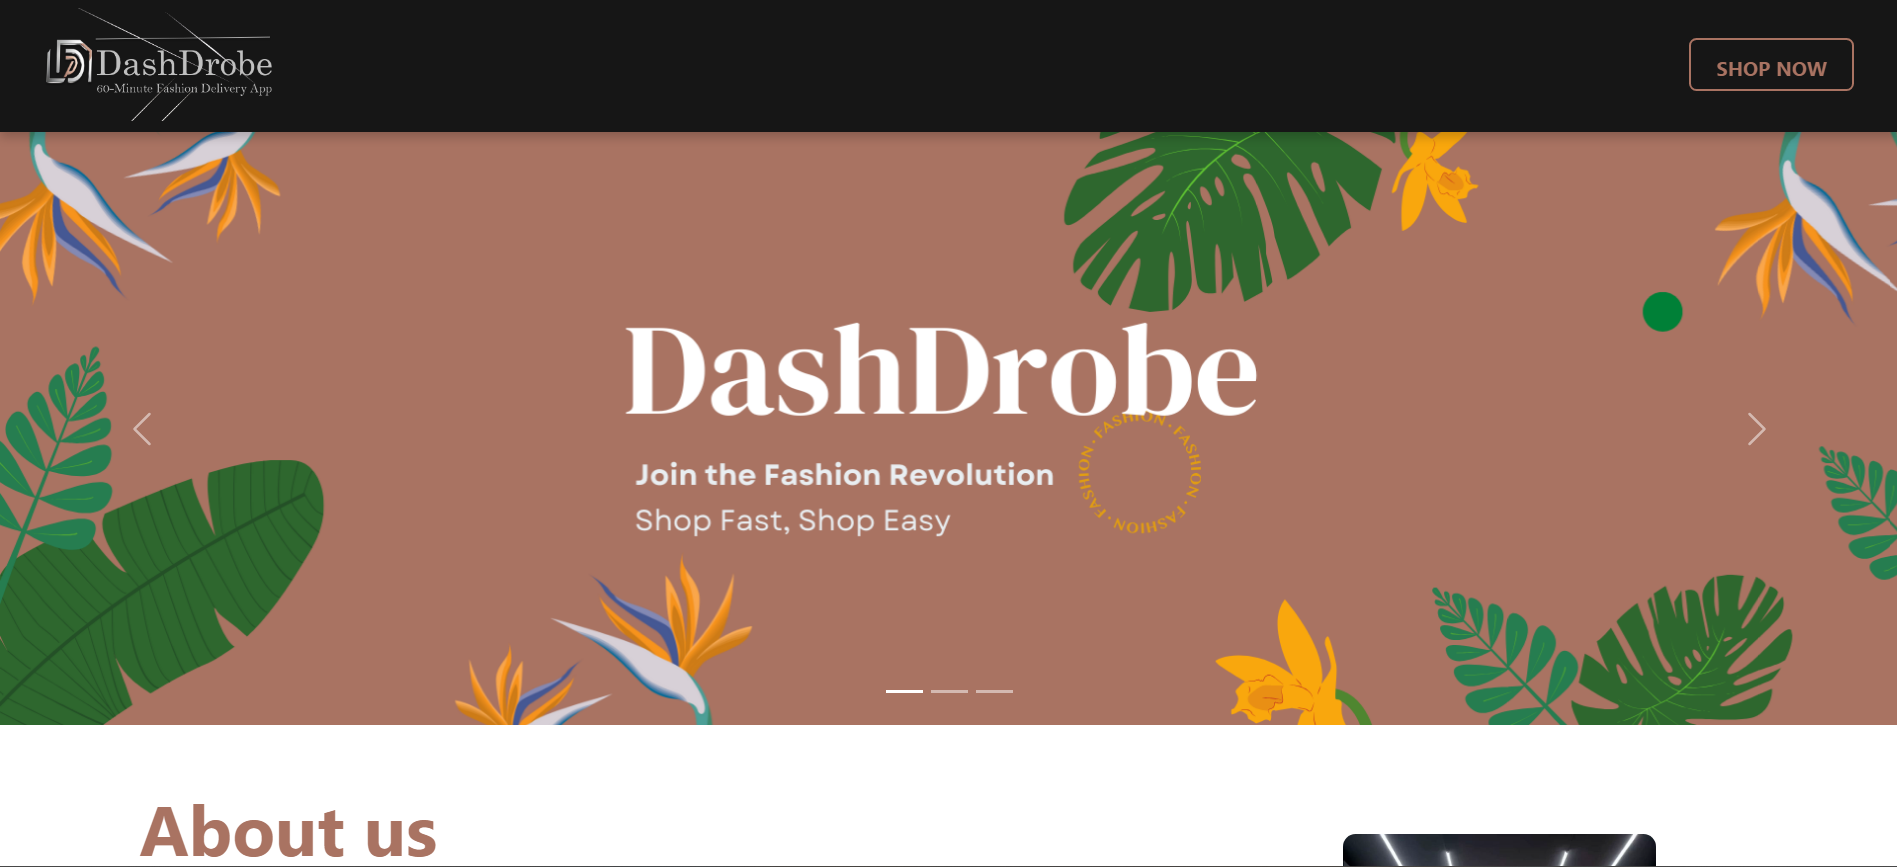 DashDrobe
60-Minute Fashion Delivery App
SHOP NOW
DashDrobe
Join the Fashion Revolution
Shop Fast, Shop Easy
FASHION · FASHION · FASHION · FASHION ·
About us